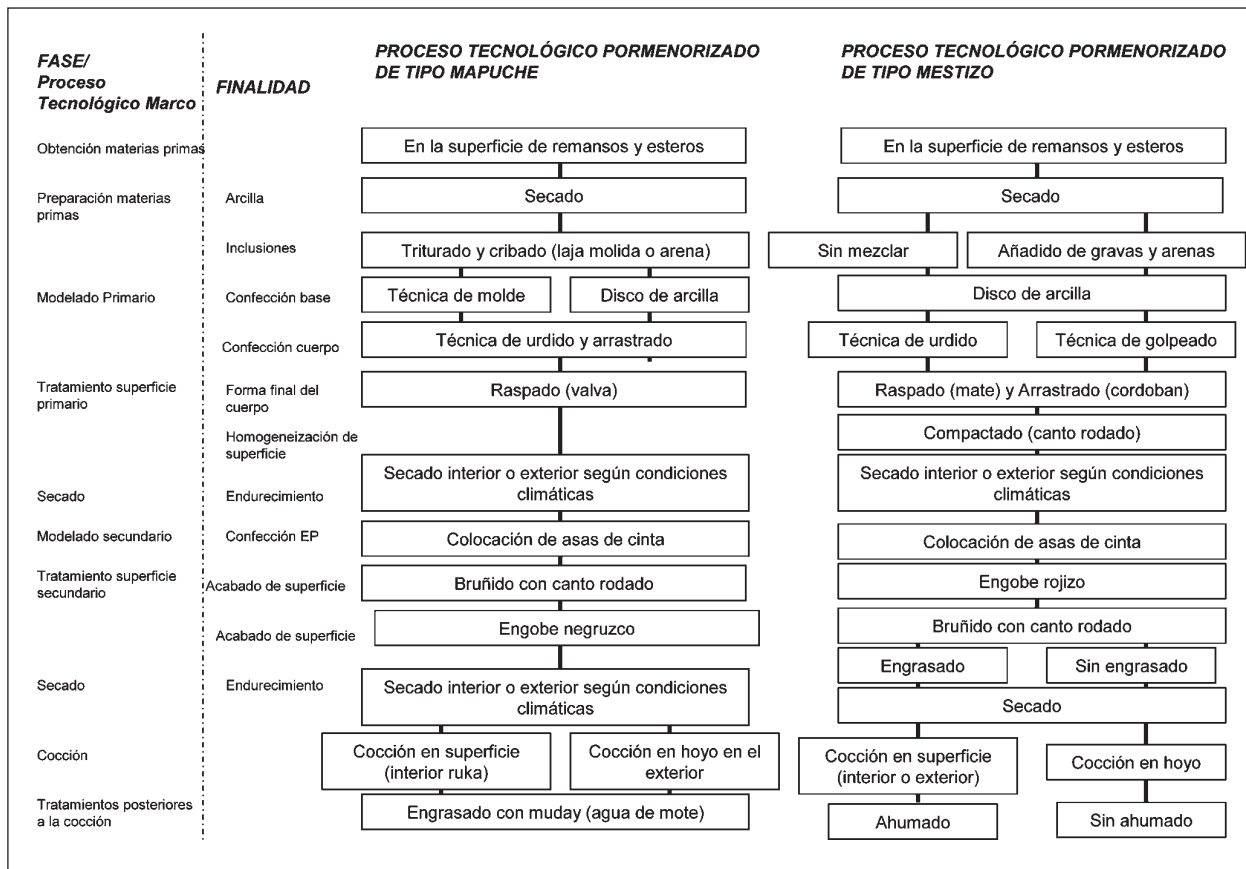 FASE/
Proceso
Tecnológico Marco
FINALIDAD
PROCESO TECNOLÓGICO PORMENORIZADO
DE TIPO MAPUCHE
PROCESO TECNOLÓGICO PORMENORIZADO
DE TIPO MESTIZO
Obtención materias primas
En la superficie de remansos y esteros
En la superficie de remansos y esteros
Preparación materias
primas
Arcilla
Secado
Secado
Inclusiones
Triturado y cribado (laja molida o arena)
Sin mezclar
Añadido de gravas y arenas
Modelado Primario
Confección base
Técnica de molde
Disco de arcilla
Disco de arcilla
Confección cuerpo
Técnica de urdido y arrastrado
Técnica de urdido
Técnica de golpeado
Tratamiento superficie
primario
Forma final del
cuerpo
Raspado (valva)
Raspado (mate) y Arrastrado (cordoban)
Homogeneización de
superficie
Compactado (canto rodado)
Secado
Endurecimiento
Secado interior o exterior según condiciones
climáticas
Secado interior o exterior según condiciones
climáticas
Modelado secundario
Confección EP
Colocación de asas de cinta
Colocación de asas de cinta
Tratamiento superficie
secundario
Acabado de superficie
Bruñido con canto rodado
Engobe rojizo
Acabado de superficie
Engobe negruzco
Bruñido con canto rodado
Engrasado
Sin engrasado
Secado
Endurecimiento
Secado interior o exterior según condiciones
climáticas
Secado
Cocción
Cocción en superficie
(interior ruka)
Cocción en hoyo en el
exterior
Cocción en superficie
(interior o exterior)
Cocción en hoyo
Tratamientos posteriores
a la cocción
Engrasado con muday (agua de mote)
Ahumado
Sin ahumado